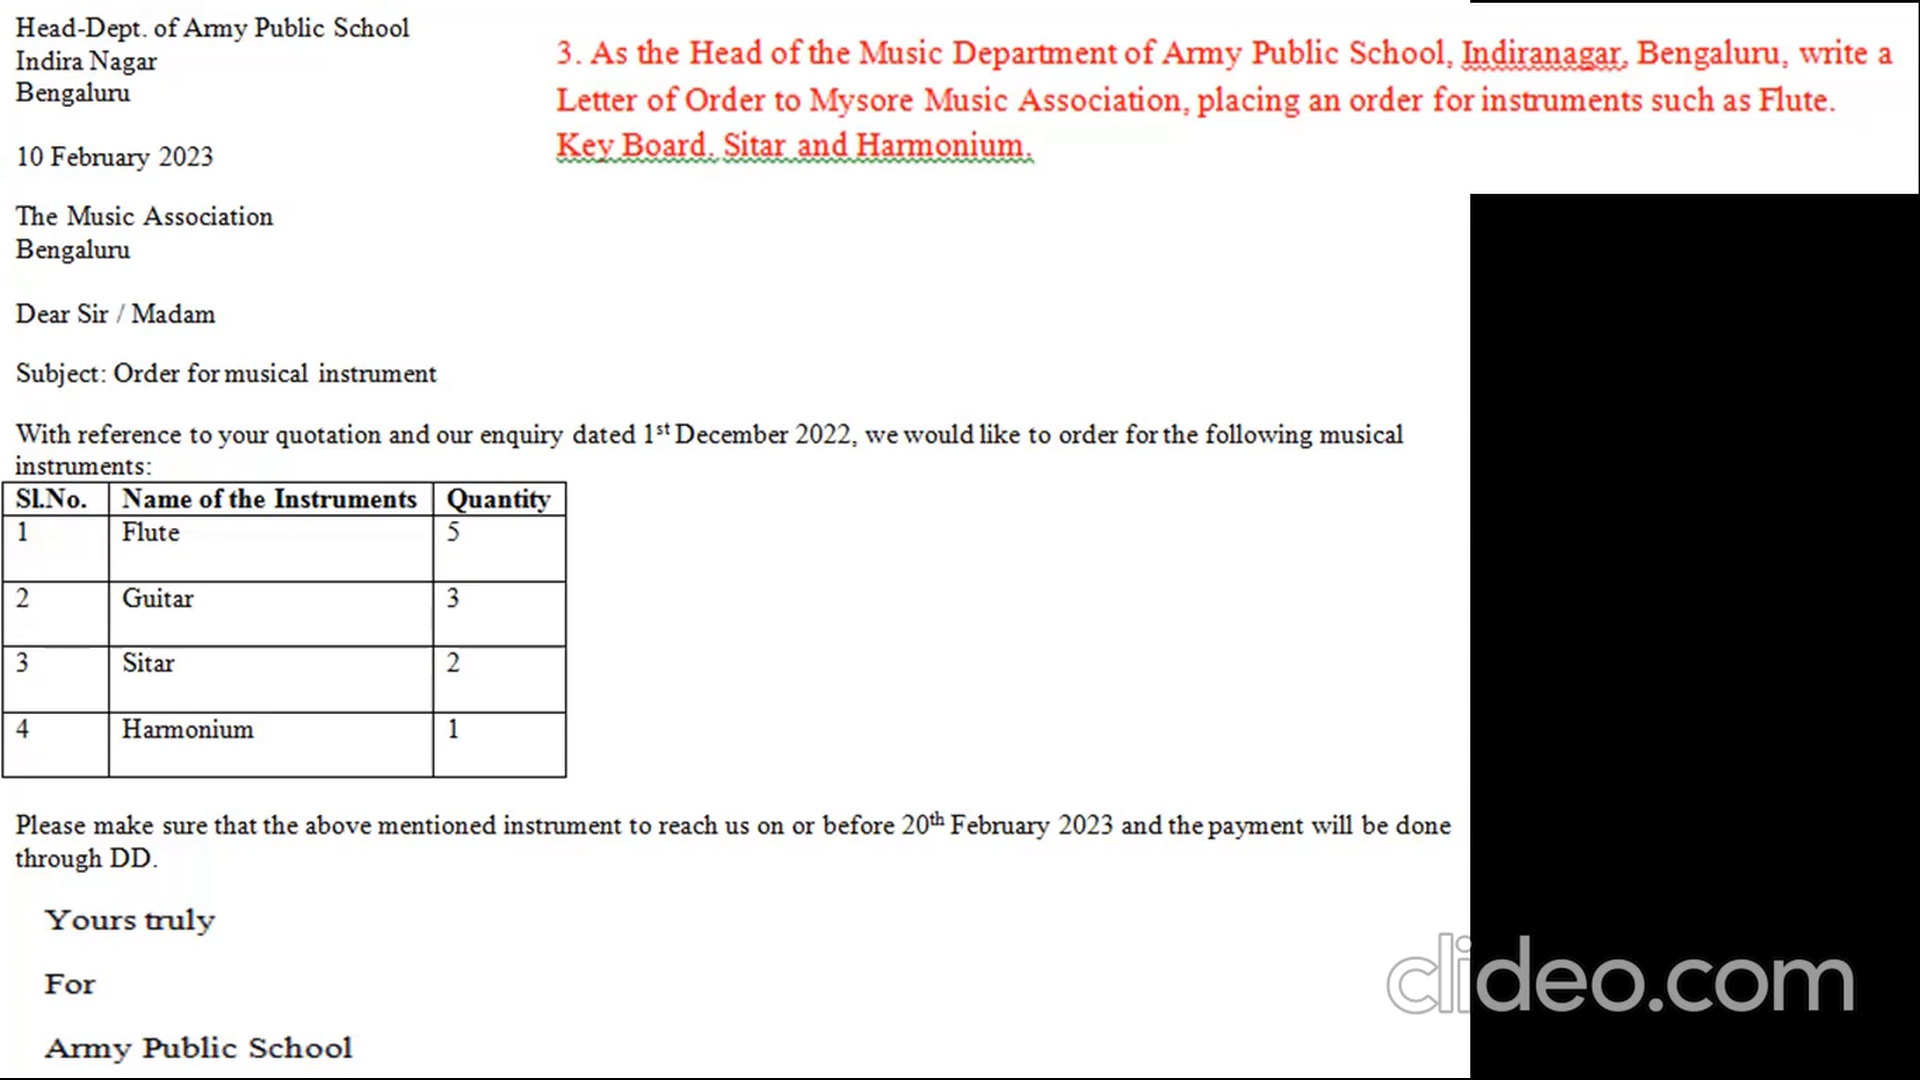 Head-Dept. of Army Public School
Indira Nagar
Bengaluru
3. As the Head of the Music Department of Army Public School, Indiranagar, Bengaluru, write a
Letter of Order to Mysore Music Association, placing an order for instruments such as Flute.
Key Board. Sitar and Harmonium.
10 February 2023
The Music Association
Bengaluru
Dear Sir / Madam
Subject: Order for musical instrument
With reference to your quotation and our enquiry dated 1st December 2022, we would like to order for the following musical
instruments:
Sl.No. Name of the Instruments Quantity
1 Flute 5
2 Guitar 3
3 Sitar 2
4 Harmonium 1
Please make sure that the above mentioned instrument to reach us on or before 20th February 2023 and the payment will be done
through DD.
Yours truly
For
Army Public School
clideo.com